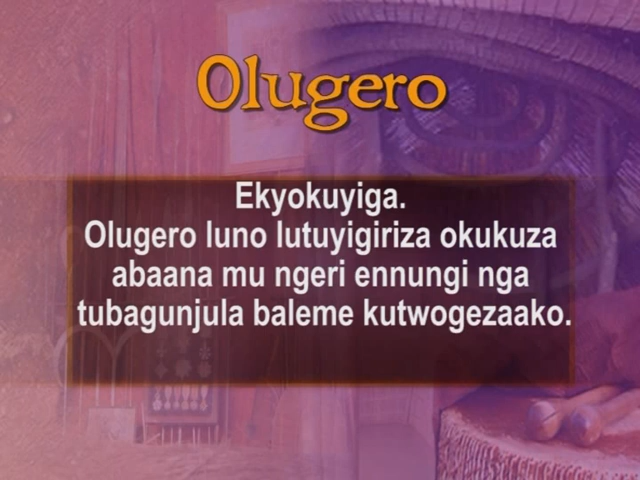 Olugero
Ekyokuyiga.
Olugero luno lutuyigiriza okukuza
abaana mu ngeri ennungi nga
tubagunjula baleme kutwogezaako.